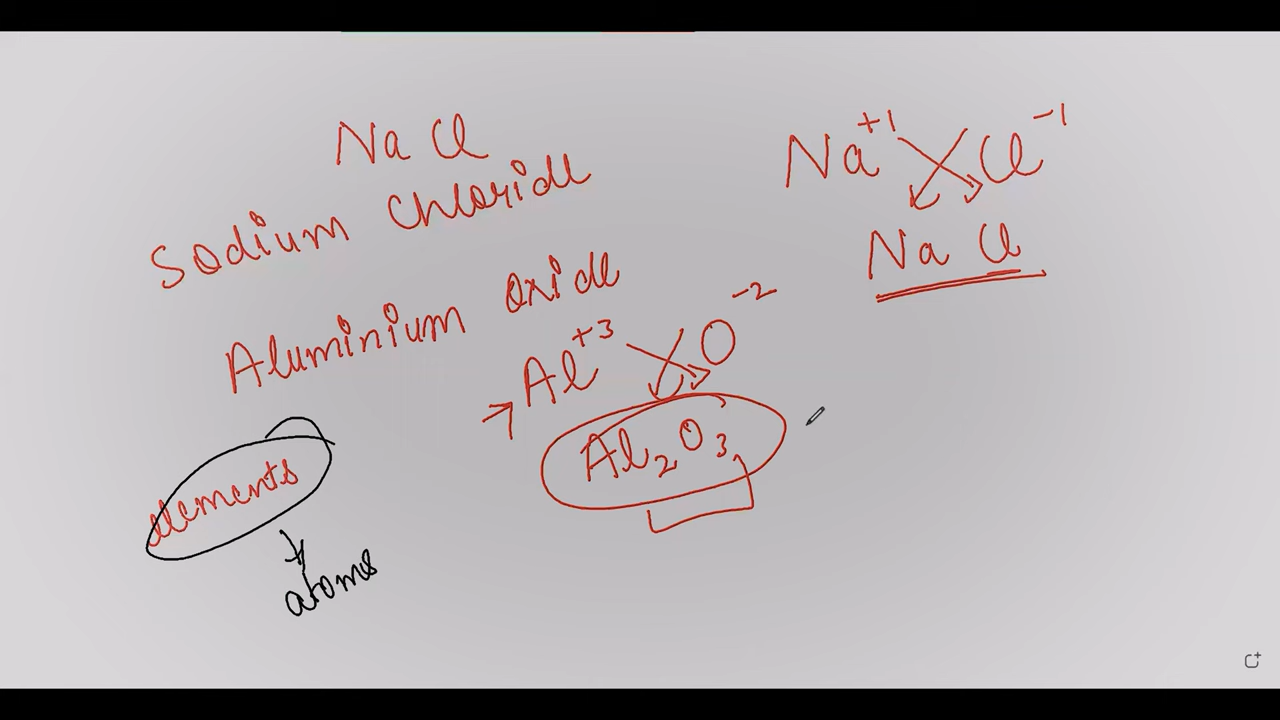 Na Cl
Sodium Chloride
Na+1 Cl-1
Na Cl
Aluminium oxide
Al+3 O-2
Al2O3
elements
atoms